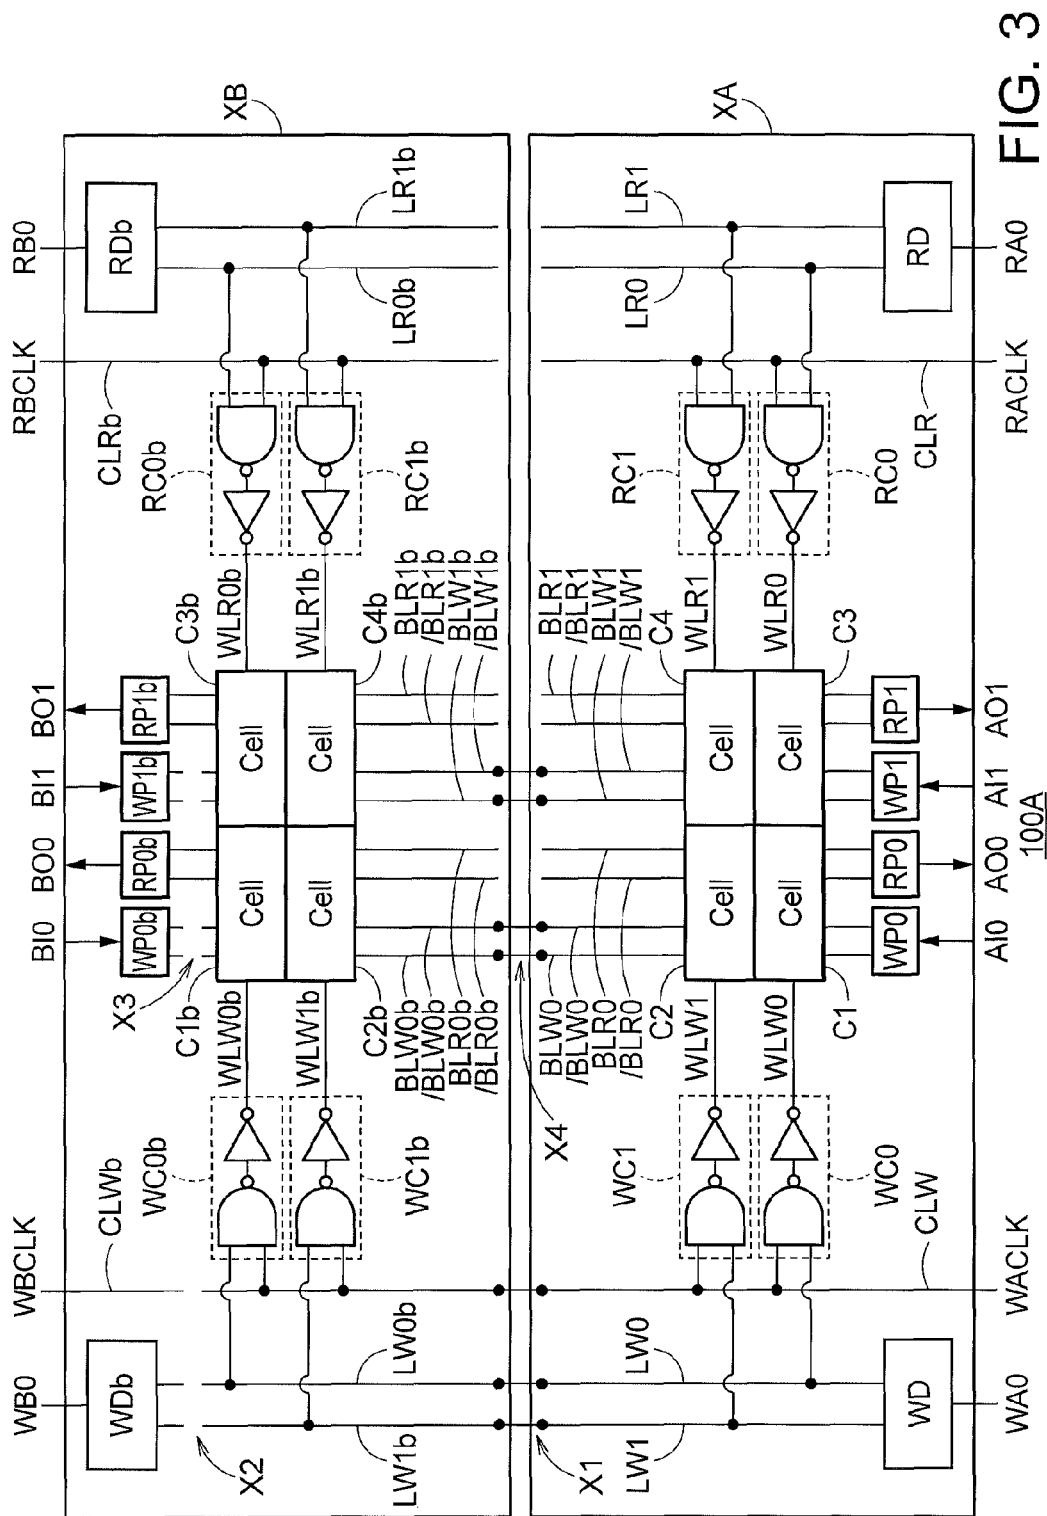 FIG. 3
100A
XB
XA
RB0
RDb
LR1b
LR0b
RBCLK
CLRb
RC0b
RC1b
WLR0b
WLR1b
C3b
C4b
BLR1b
/BLR1b
BLW1b
/BLW1b
BO1
RP1b
BI1
WP1b
BO0
RP0b
BI0
WP0b
Cell
Cell
Cell
Cell
X3
C1b
C2b
WLW0b
WLW1b
BLW0b
/BLW0b
BLR0b
/BLR0b
WC0b
WC1b
CLWb
WBCLK
WB0
WDb
LW0b
LW1b
X2
X4
X1
LR1
LR0
RD
RA0
RACLK
CLR
RC1
RC0
WLR1
WLR0
BLR1
/BLR1
BLW1
/BLW1
C4
C3
Cell
Cell
Cell
Cell
RP1
WP1
RP0
WP0
AO1
AI1
AO0
AI0
BLW0
/BLW0
BLR0
/BLR0
C2
C1
WLW1
WLW0
WC1
WC0
CLW
WACLK
LW0
LW1
WD
WA0